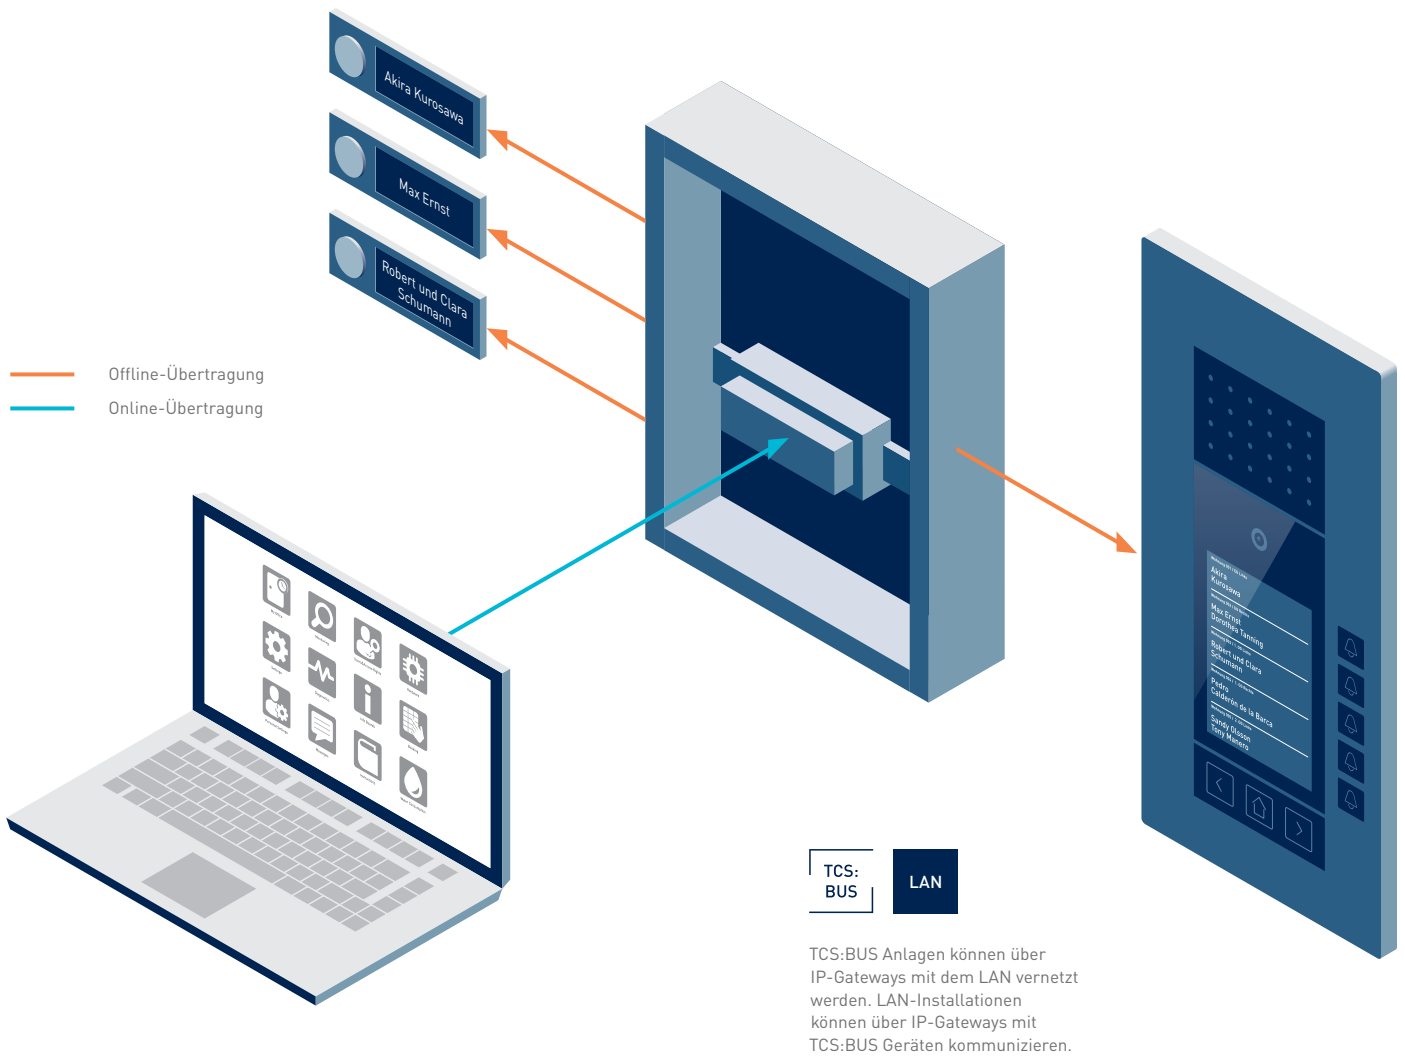 Akira Kurosawa
Max Ernst
Robert und Clara
Schumann
Offline-Übertragung
Online-Übertragung
Akira
Kurosawa
Max Ernst
Dorothea Tanning
Robert und Clara
Schumann
Pedro
Calderón de la Barca
Sandy Olsson
Tony Manero
TCS:
BUS
LAN
TCS:BUS Anlagen können über
IP-Gateways mit dem LAN vernetzt
werden. LAN-Installationen
können über IP-Gateways mit
TCS:BUS Geräten kommunizieren.